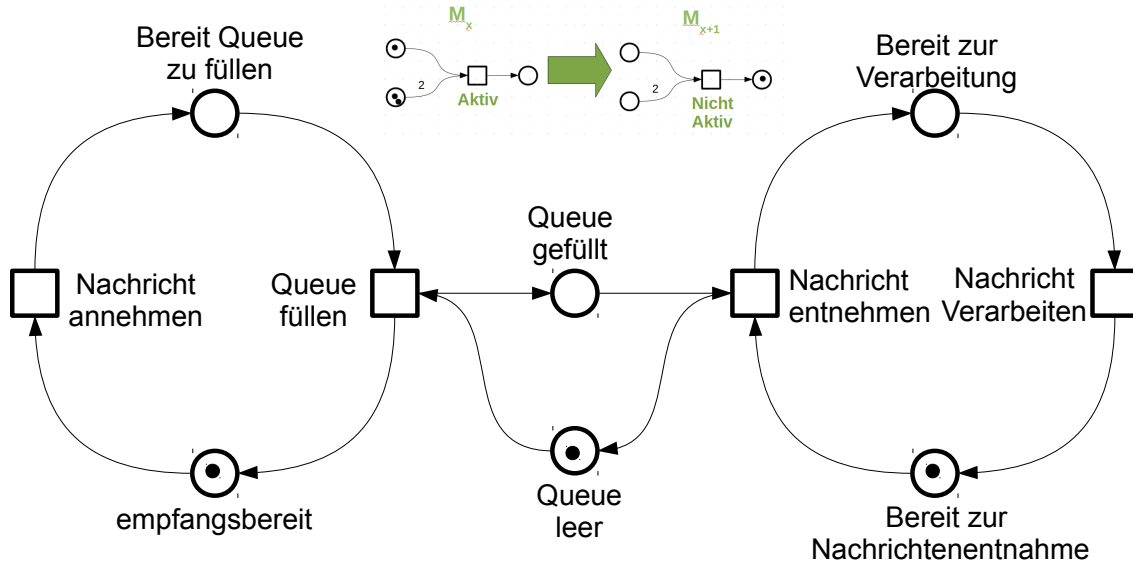 M x
M x+1
2
Aktiv
2
Nicht
Aktiv
Bereit Queue
zu füllen
Bereit zur
Verarbeitung
Queue
gefüllt
Nachricht
annehmen
Queue
füllen
Nachricht
entnehmen
Nachricht
Verarbeiten
Queue
leer
empfangsbereit
Bereit zur
Nachrichtenentnahme